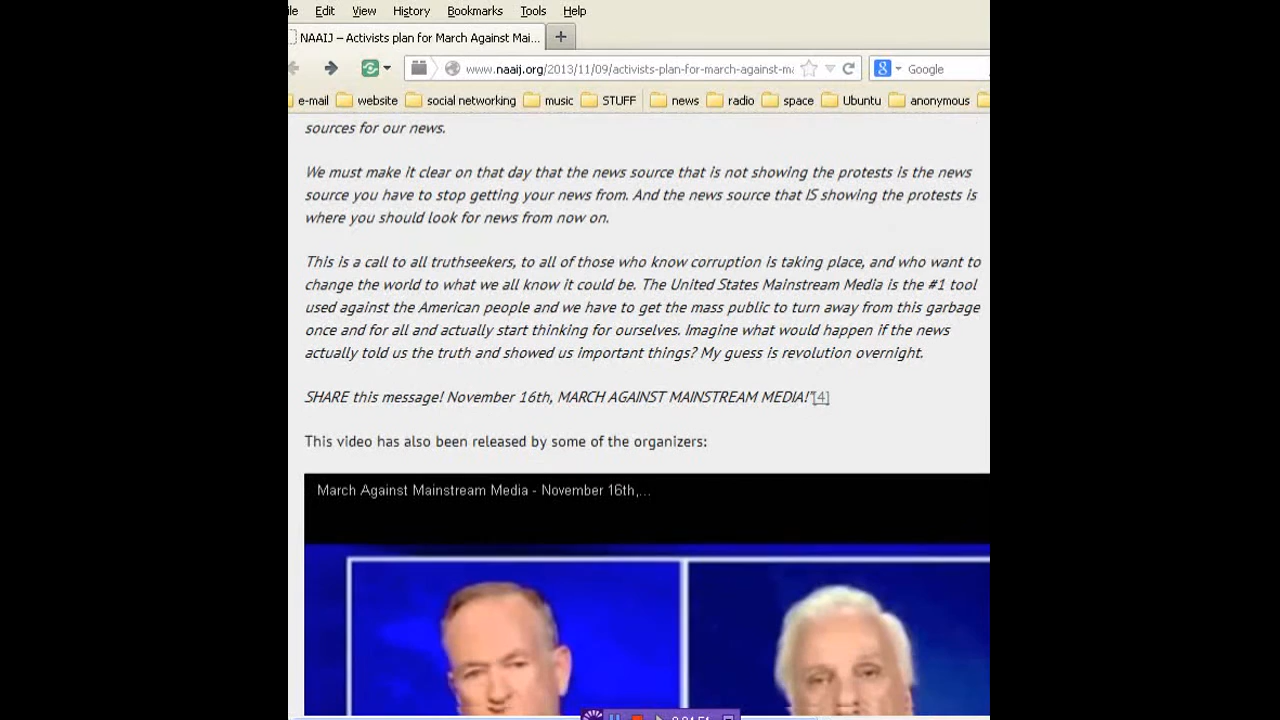 ile Edit View History Bookmarks Tools Help
NAAIJ – Activists plan for March Against Mai...
www.naaij.org/2013/11/09/activists-plan-for-march-against-m
Google
e-mail website social networking music STUFF news radio space Ubuntu anonymous
sources for our news.
We must make it clear on that day that the news source that is not showing the protests is the news
source you have to stop getting your news from. And the news source that IS showing the protests is
where you should look for news from now on.
This is a call to all truthseekers, to all of those who know corruption is taking place, and who want to
change the world to what we all know it could be. The United States Mainstream Media is the #1 tool
used against the American people and we have to get the mass public to turn away from this garbage
once and for all and actually start thinking for ourselves. Imagine what would happen if the news
actually told us the truth and showed us important things? My guess is revolution overnight.
SHARE this message! November 16th, MARCH AGAINST MAINSTREAM MEDIA!"[4]
This video has also been released by some of the organizers:
March Against Mainstream Media - November 16th,...